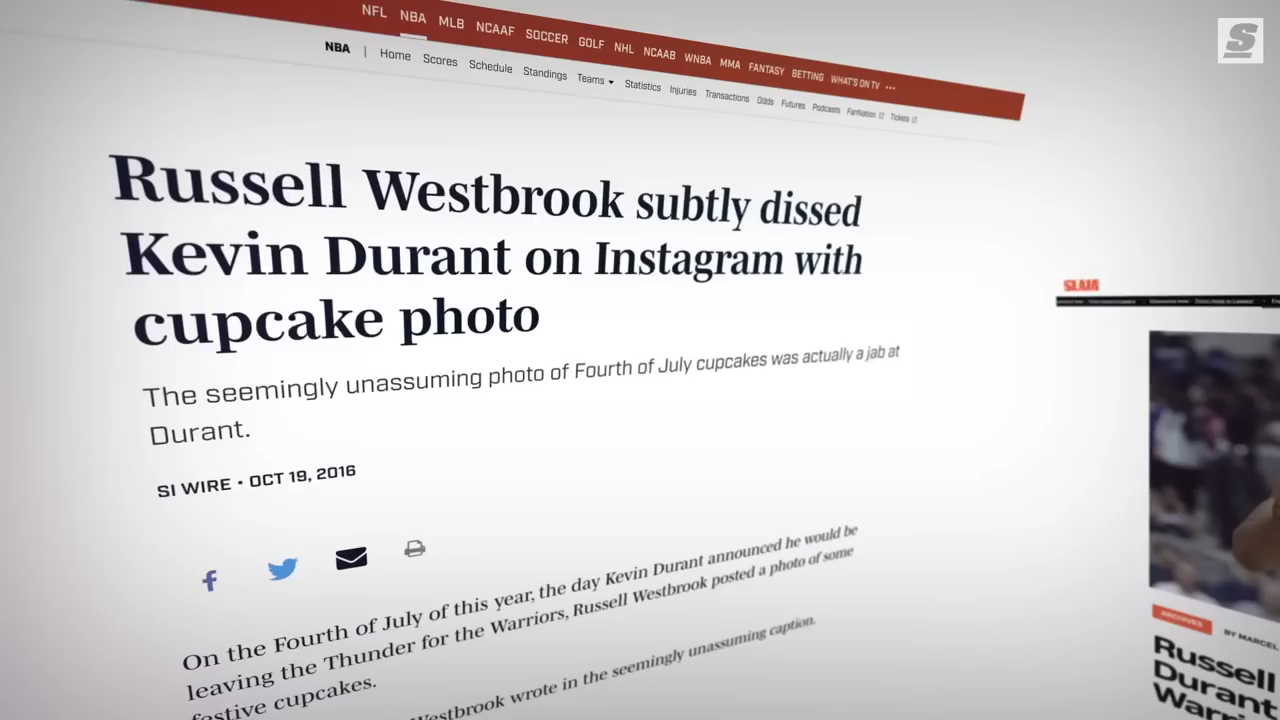 NFL NBA MLB NCAAF SOCCER GOLF NHL NCAAB WNBA MMA FANTASY BETTING WHAT'S ON TV
NBA | Home Scores Schedule Standings Teams Statistics Injuries Transactions Odds Futures Podcasts FanNation Tickets
Russell Westbrook subtly dissed
Kevin Durant on Instagram with
cupcake photo
The seemingly unassuming photo of Fourth of July cupcakes was actually a jab at
Durant.
SI WIRE • OCT 19, 2016
On the Fourth of July of this year, the day Kevin Durant announced he would be
leaving the Thunder for the Warriors, Russell Westbrook posted a photo of some
festive cupcakes.
Westbrook wrote in the seemingly unassuming caption.
S
SLAM
ARCHIVES BY MARCEL
Russell
Durant